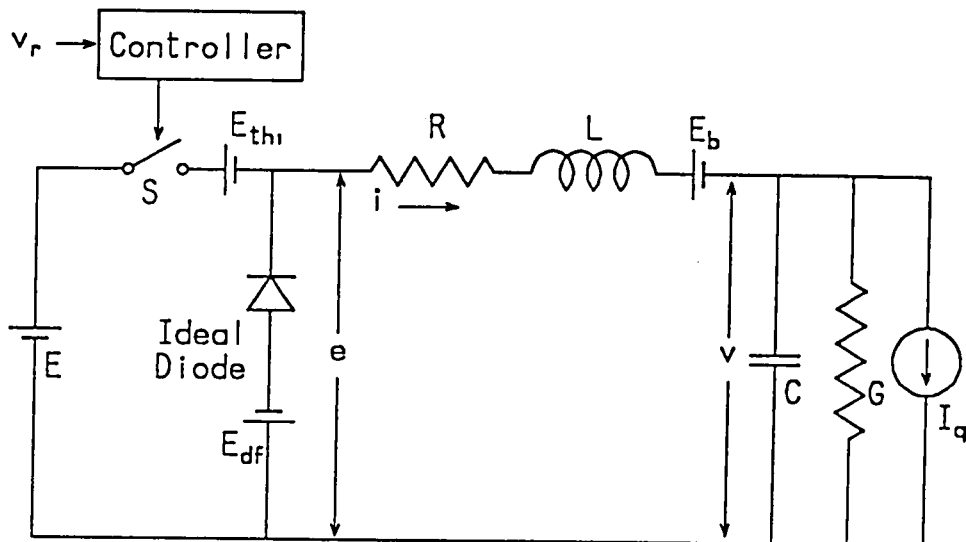 v_r
Controller
E_th1
R
L
E_b
S
i
E
Ideal
Diode
e
v
C
G
I_q
E_df